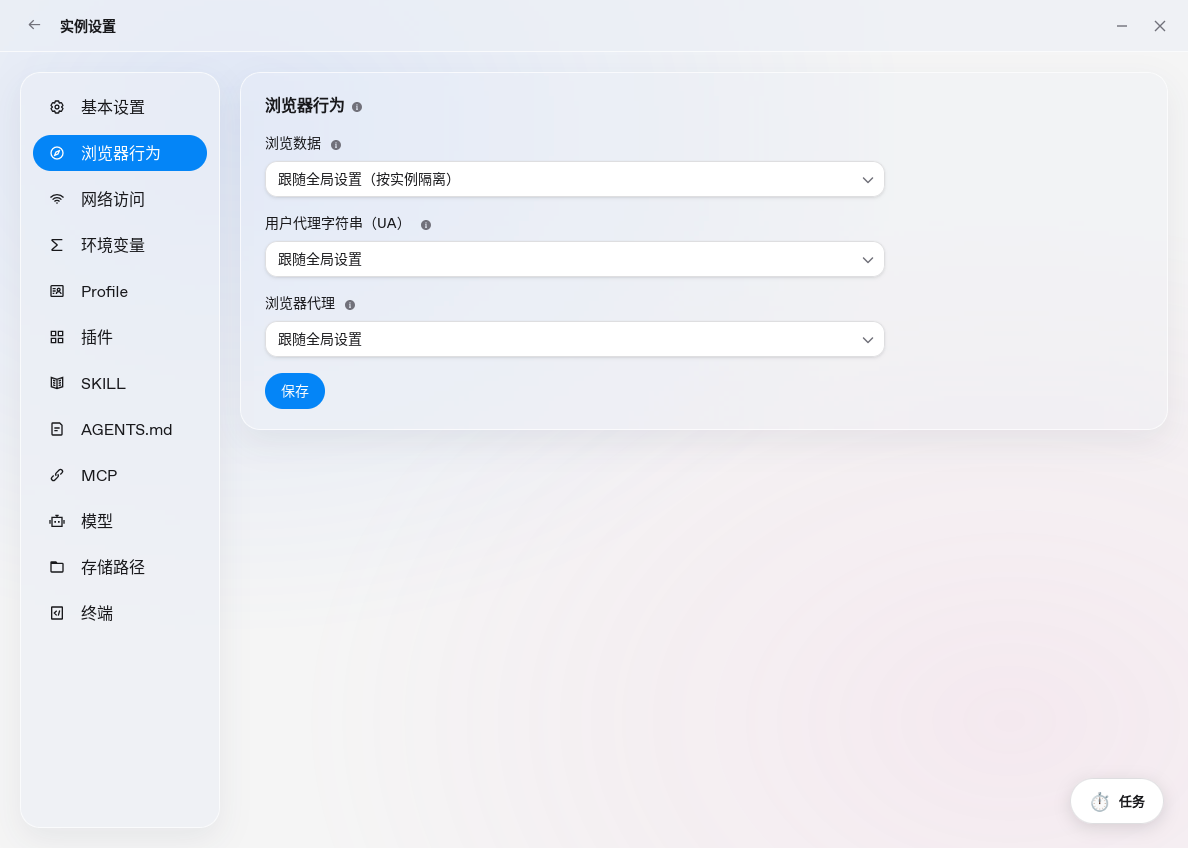 实例设置
基本设置
浏览器行为
网络访问
环境变量
Profile
插件
SKILL
AGENTS.md
MCP
模型
存储路径
终端
浏览器行为
浏览数据
跟随全局设置（按实例隔离）
用户代理字符串（UA）
跟随全局设置
浏览器代理
跟随全局设置
保存
任务